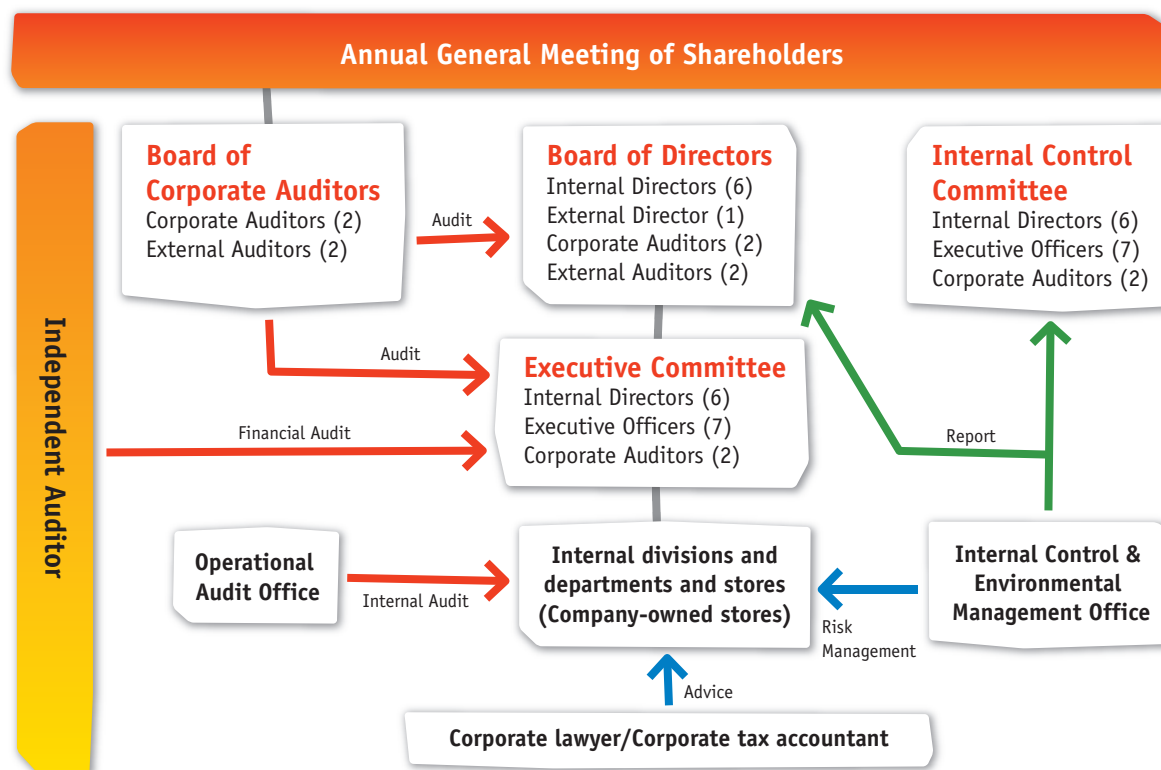 Annual General Meeting of Shareholders
Independent Auditor
Board of
Corporate Auditors
Corporate Auditors (2)
External Auditors (2)
Audit
Board of Directors
Internal Directors (6)
External Director (1)
Corporate Auditors (2)
External Auditors (2)
Internal Control
Committee
Internal Directors (6)
Executive Officers (7)
Corporate Auditors (2)
Audit
Financial Audit
Executive Committee
Internal Directors (6)
Executive Officers (7)
Corporate Auditors (2)
Report
Operational
Audit Office
Internal Audit
Internal divisions and
departments and stores
(Company-owned stores)
Risk
Management
Internal Control &
Environmental
Management Office
Advice
Corporate lawyer/Corporate tax accountant